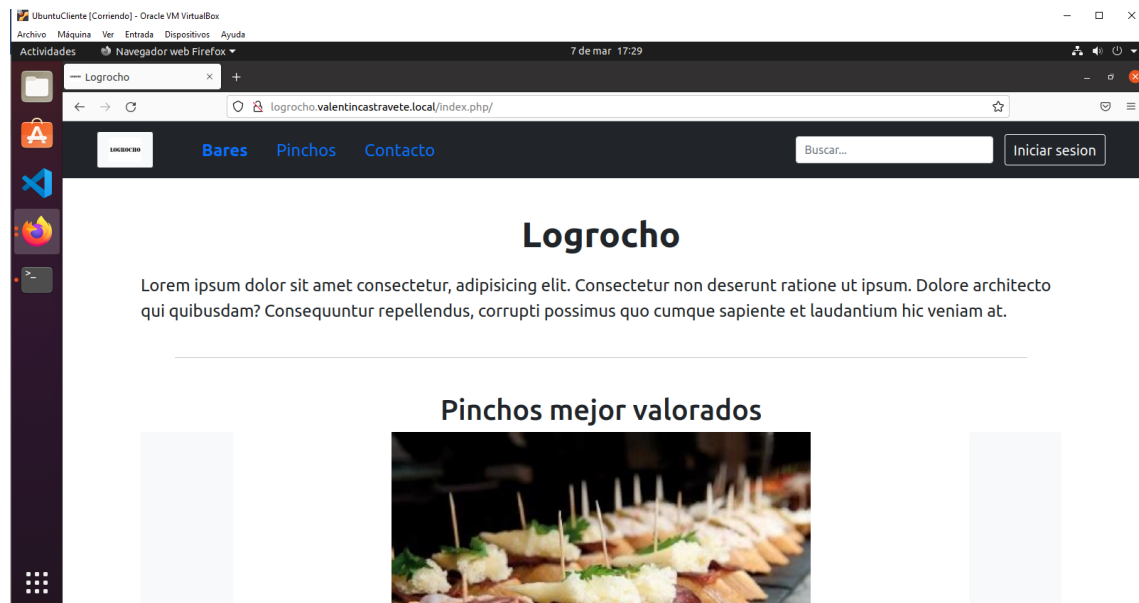 UbuntuCliente [Corriendo] - Oracle VM VirtualBox
Archivo Máquina Ver Entrada Dispositivos Ayuda
Actividades Navegador web Firefox 7 de mar 17:29
Logrocho
logrocho.valentincastravete.local/index.php/
LOGROCHO Bares Pinchos Contacto Buscar... Iniciar sesion
Logrocho
Lorem ipsum dolor sit amet consectetur, adipisicing elit. Consectetur non deserunt ratione ut ipsum. Dolore architecto
qui quibusdam? Consequuntur repellendus, corrupti possimus quo cumque sapiente et laudantium hic veniam at.
Pinchos mejor valorados